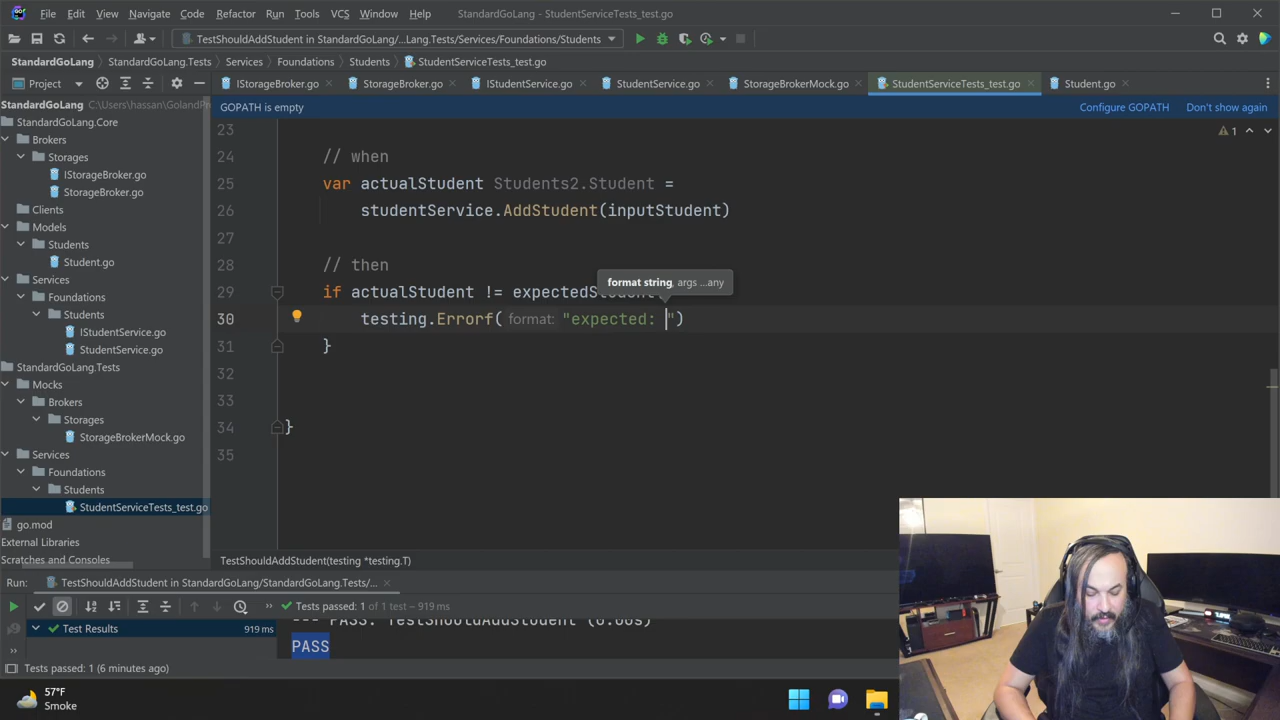 File Edit View Navigate Code Refactor Run Tools VCS Window Help StandardGoLang - StudentServiceTests_test.go
TestShouldAddStudent in StandardGoLang/...Lang.Tests/Services/Foundations/Students
StandardGoLang StandardGoLang.Tests Services Foundations Students StudentServiceTests_test.go
Project IStorageBroker.go StorageBroker.go IStudentService.go StudentService.go StorageBrokerMock.go StudentServiceTests_test.go Student.go
GOPATH is empty Configure GOPATH Don't show again
StandardGoLang C:\Users\hassan\GolandPr
StandardGoLang.Core
Brokers
Storages
IStorageBroker.go
StorageBroker.go
Clients
Models
Students
Student.go
Services
Foundations
Students
IStudentService.go
StudentService.go
StandardGoLang.Tests
Mocks
Brokers
Storages
StorageBrokerMock.go
Services
Foundations
Students
StudentServiceTests_test.go
go.mod
External Libraries
Scratches and Consoles
1
23
24 // when
25 var actualStudent Students2.Student =
26 studentService.AddStudent(inputStudent)
27
28 // then
format string, args ...any
29 if actualStudent != expectedStudent
30 testing.Errorf( format: "expected: ")
31 }
32
33
34 }
35
TestShouldAddStudent(testing *testing.T)
Run: TestShouldAddStudent in StandardGoLang/StandardGoLang.Tests/...
Tests passed: 1 of 1 test – 919 ms
Test Results 919 ms
--- PASS: TestShouldAddStudent (0.00s)
PASS
Tests passed: 1 (6 minutes ago)
57°F
Smoke